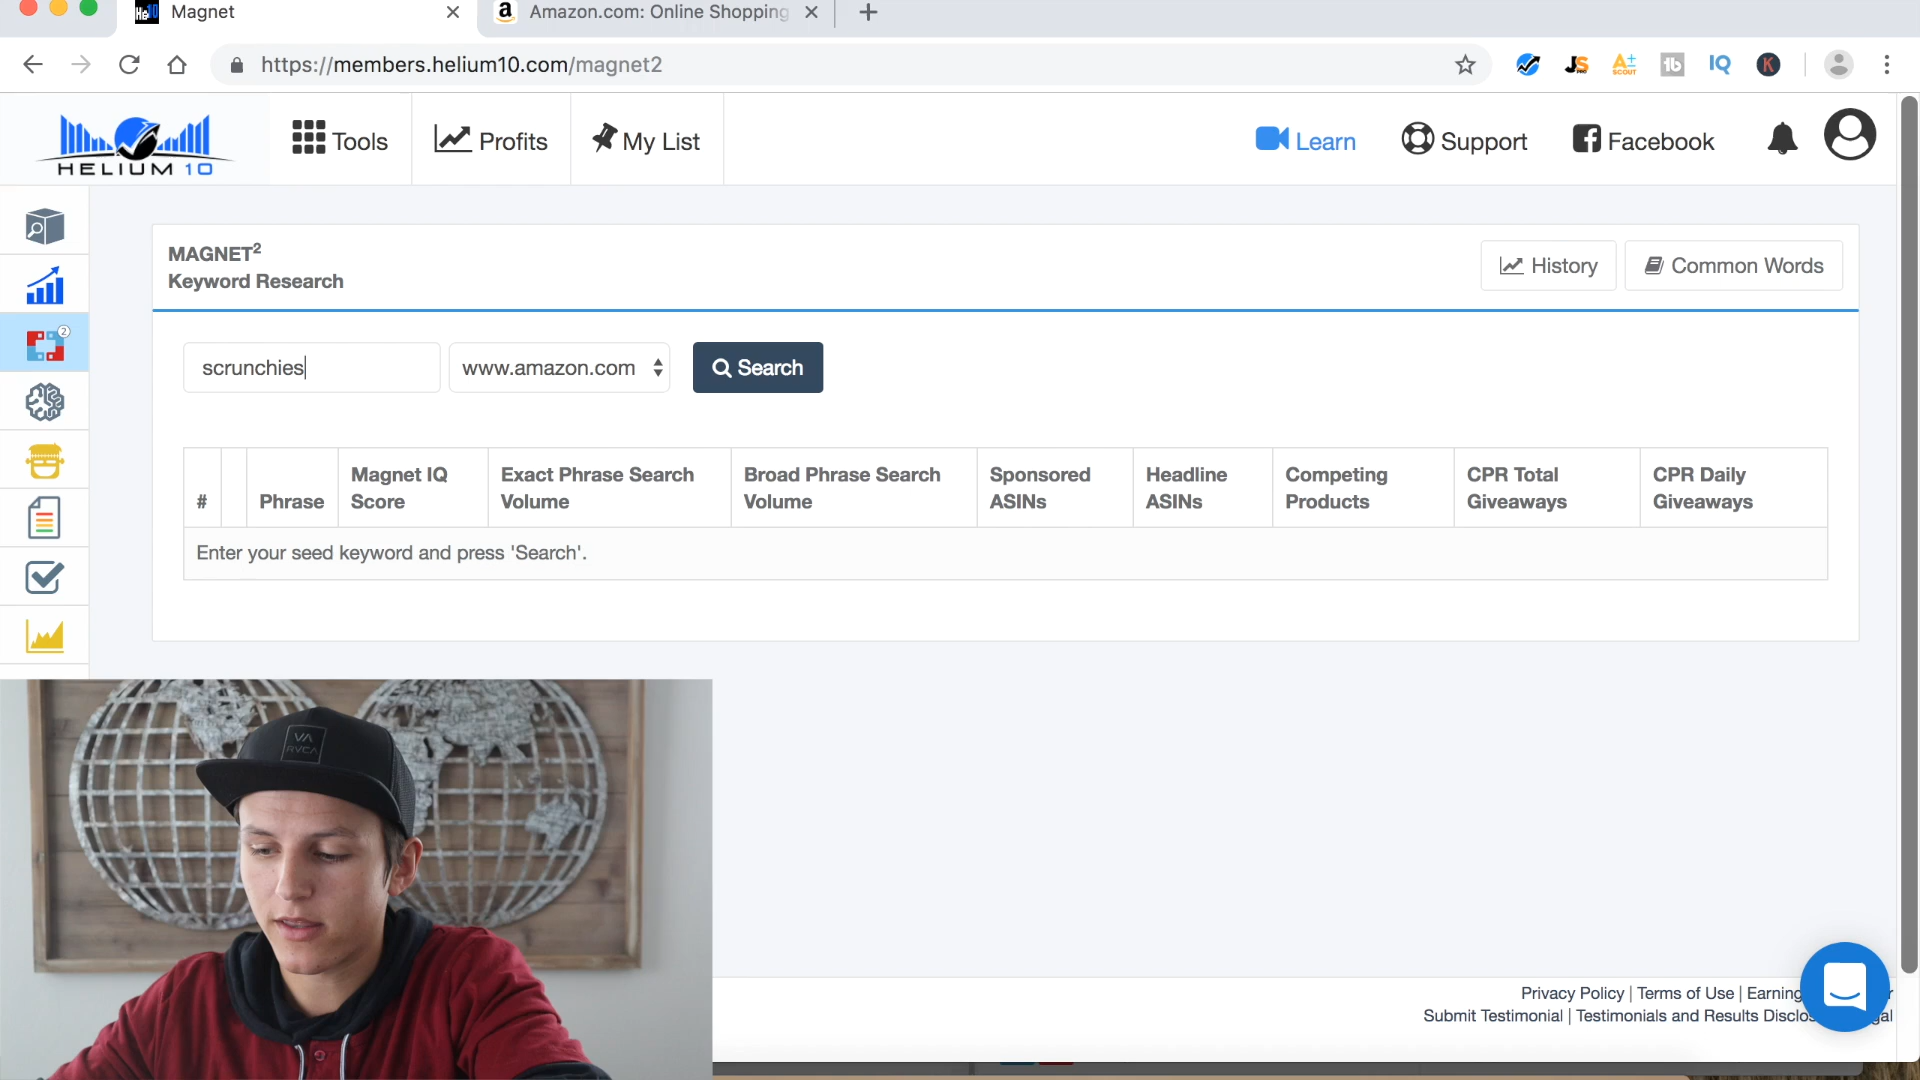 Magnet
Amazon.com: Online Shopping
https://members.helium10.com/magnet2
HELIUM 10
Tools
Profits
My List
Learn
Support
Facebook
MAGNET²
Keyword Research
History
Common Words
2
scrunchies
www.amazon.com
Search
#
Phrase
Magnet IQ
Score
Exact Phrase Search
Volume
Broad Phrase Search
Volume
Sponsored
ASINs
Headline
ASINs
Competing
Products
CPR Total
Giveaways
CPR Daily
Giveaways
Enter your seed keyword and press 'Search'.
VA
RVCA
Privacy Policy | Terms of Use |
Submit Testimonial | Testimonials and Results